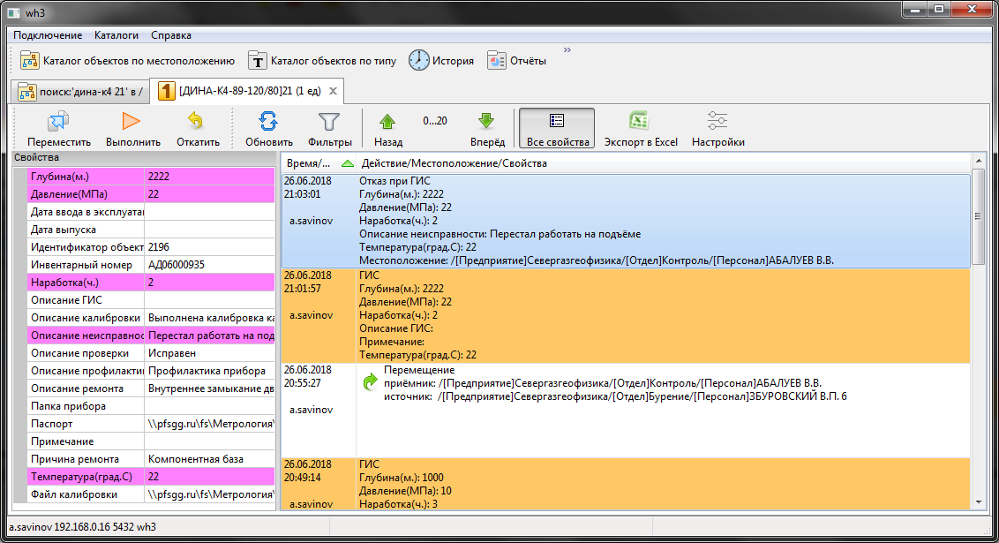 wh3
Подключение Каталоги Справка
Каталог объектов по местоположению T Каталог объектов по типу История Отчёты »
поиск:'дина-к4 21' в / 1 [ДИНА-К4-89-120/80]21 (1 ед)
Переместить Выполнить Откатить Обновить Фильтры Назад 0...20 Вперёд Все свойства Экспорт в Excel Настройки
Свойства
Глубина(м.) 2222
Давление(МПа) 22
Дата ввода в эксплуата
Дата выпуска
Идентификатор объект 2196
Инвентарный номер АД06000935
Наработка(ч.) 2
Описание ГИС
Описание калибровки Выполнена калибровка ка
Описание неисправнос Перестал работать на под
Описание проверки Исправен
Описание профилакти Профилактика прибора
Описание ремонта Внутреннее замыкание дв
Папка прибора
Паспорт \\pfsgg.ru\fs\Метрология\
Примечание
Причина ремонта Компонентная база
Температура(град.С) 22
Файл калибровки \\pfsgg.ru\fs\Метрология\
Время/... Действие/Местоположение/Свойства
26.06.2018 Отказ при ГИС
21:03:01 Глубина(м.): 2222
Давление(МПа): 22
a.savinov Наработка(ч.): 2
Описание неисправности: Перестал работать на подъёме
Температура(град.С): 22
Местоположение: /[Предприятие]Севергазгеофизика/[Отдел]Контроль/[Персонал]АБАЛУЕВ В.В.
26.06.2018 ГИС
21:01:57 Глубина(м.): 2222
Давление(МПа): 22
a.savinov Наработка(ч.): 2
Описание ГИС:
Примечание:
Температура(град.С): 22
26.06.2018 Перемещение
20:55:27 приёмник: /[Предприятие]Севергазгеофизика/[Отдел]Контроль/[Персонал]АБАЛУЕВ В.В.
источник: /[Предприятие]Севергазгеофизика/[Отдел]Бурение/[Персонал]ЗБУРОВСКИЙ В.П. 6
a.savinov
26.06.2018 ГИС
20:49:14 Глубина(м.): 1000
Давление(МПа): 10
a.savinov Наработка(ч.): 3
a.savinov 192.168.0.16 5432 wh3